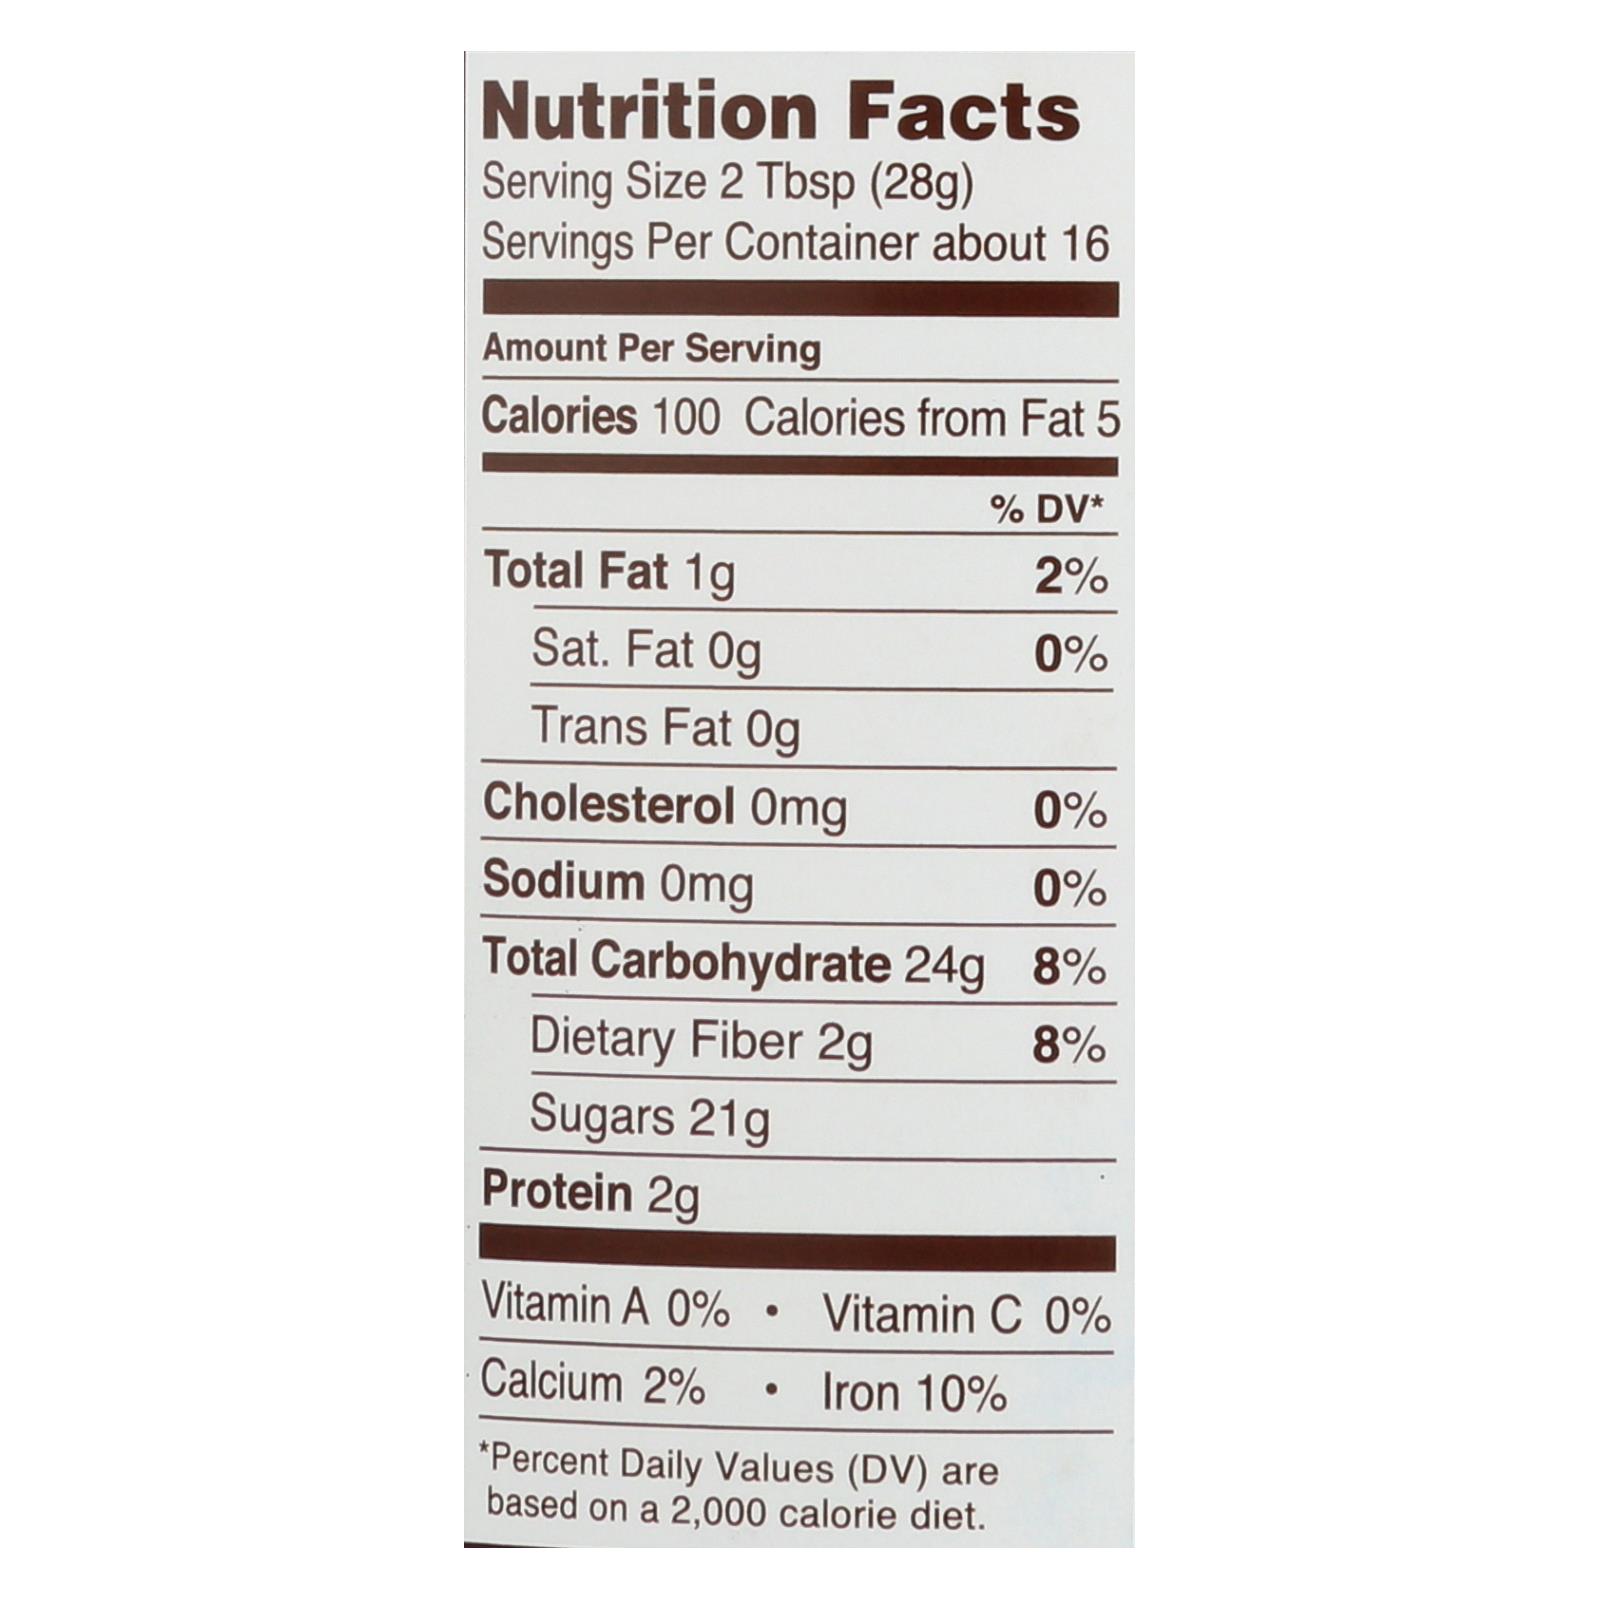 Nutrition Facts
Serving Size 2 Tbsp (28g)
Servings Per Container about 16
Amount Per Serving
Calories 100 Calories from Fat 5
% DV*
Total Fat 1g 2%
Sat. Fat 0g 0%
Trans Fat 0g
Cholesterol 0mg 0%
Sodium 0mg 0%
Total Carbohydrate 24g 8%
Dietary Fiber 2g 8%
Sugars 21g
Protein 2g
Vitamin A 0% • Vitamin C 0%
Calcium 2% • Iron 10%
*Percent Daily Values (DV) are
based on a 2,000 calorie diet.